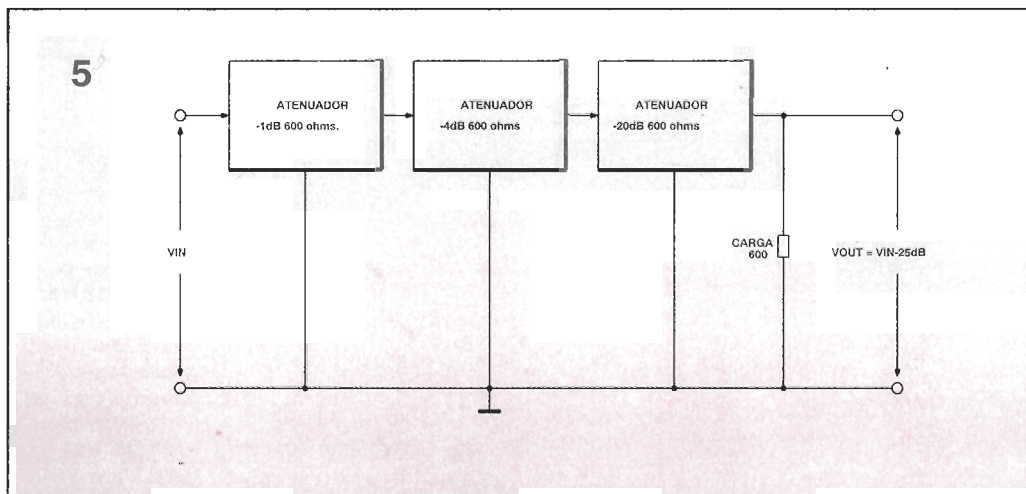 5
ATENUADOR
-1dB 600 ohms.
ATENUADOR
-4dB 600 ohms
ATENUADOR
-20dB 600 ohms
VIN
CARGA
600
VOUT = VIN-25dB